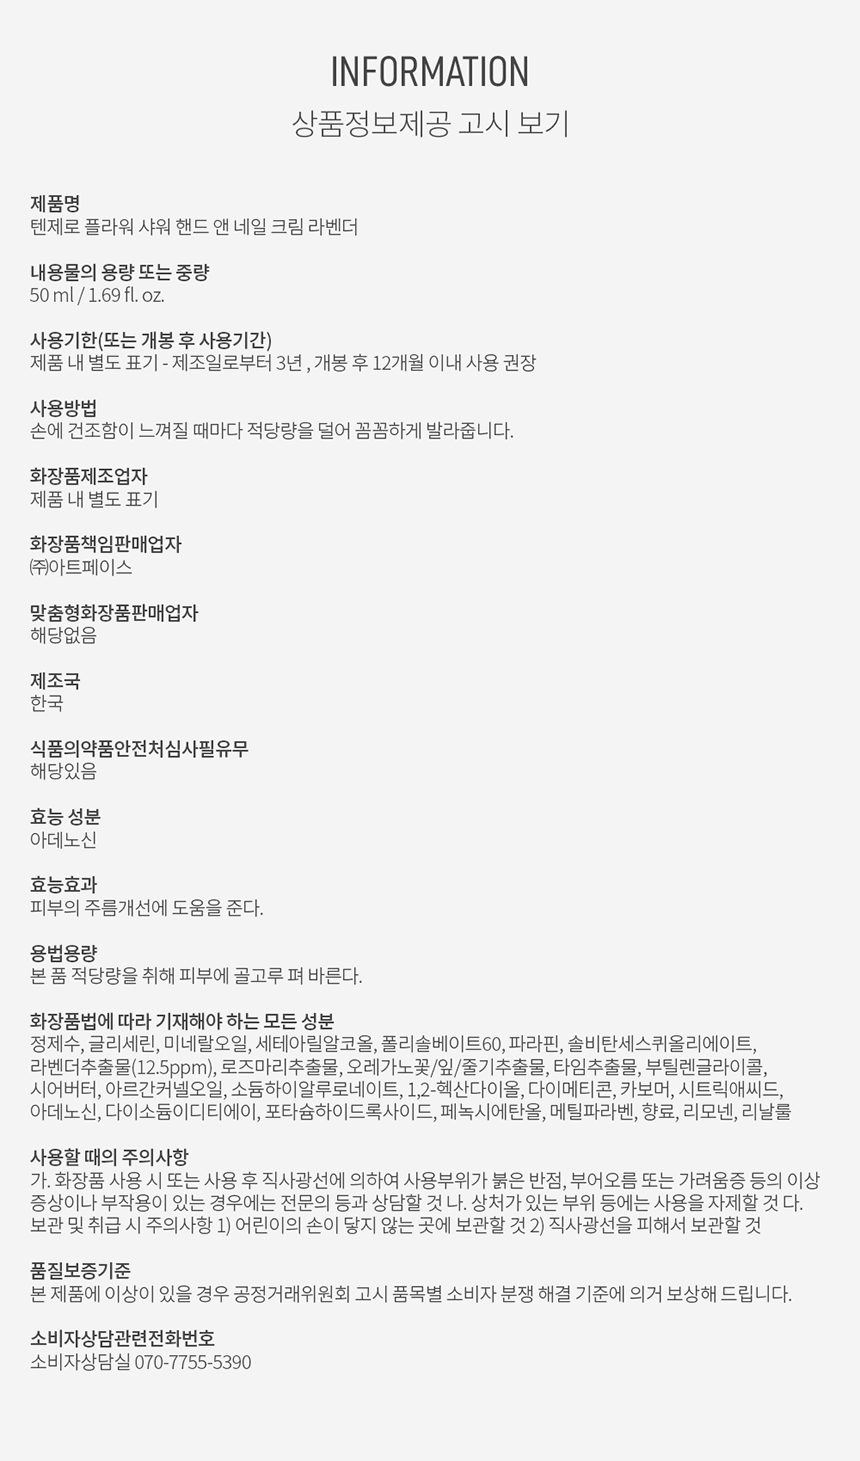 INFORMATION
상품정보제공 고시 보기
제품명
텐제로 플라워 샤워 핸드 앤 네일 크림 라벤더
내용물의 용량 또는 중량
50 ml / 1.69 fl. oz.
사용기한(또는 개봉 후 사용기간)
제품 내 별도 표기 - 제조일로부터 3년 , 개봉 후 12개월 이내 사용 권장
사용방법
손에 건조함이 느껴질 때마다 적당량을 덜어 꼼꼼하게 발라줍니다.
화장품제조업자
제품 내 별도 표기
화장품책임판매업자
㈜아트페이스
맞춤형화장품판매업자
해당없음
제조국
한국
식품의약품안전처심사필유무
해당있음
효능 성분
아데노신
효능효과
피부의 주름개선에 도움을 준다.
용법용량
본 품 적당량을 취해 피부에 골고루 펴 바른다.
화장품법에 따라 기재해야 하는 모든 성분
정제수, 글리세린, 미네랄오일, 세테아릴알코올, 폴리솔베이트60, 파라핀, 솔비탄세스퀴올리에이트,
라벤더추출물(12.5ppm), 로즈마리추출물, 오레가노꽃/잎/줄기추출물, 타임추출물, 부틸렌글라이콜,
시어버터, 아르간커넬오일, 소듐하이알루로네이트, 1,2-헥산다이올, 다이메티콘, 카보머, 시트릭애씨드,
아데노신, 다이소듐이디티에이, 포타슘하이드록사이드, 페녹시에탄올, 메틸파라벤, 향료, 리모넨, 리날룰
사용할 때의 주의사항
가. 화장품 사용 시 또는 사용 후 직사광선에 의하여 사용부위가 붉은 반점, 부어오름 또는 가려움증 등의 이상
증상이나 부작용이 있는 경우에는 전문의 등과 상담할 것 나. 상처가 있는 부위 등에는 사용을 자제할 것 다.
보관 및 취급 시 주의사항 1) 어린이의 손이 닿지 않는 곳에 보관할 것 2) 직사광선을 피해서 보관할 것
품질보증기준
본 제품에 이상이 있을 경우 공정거래위원회 고시 품목별 소비자 분쟁 해결 기준에 의거 보상해 드립니다.
소비자상담관련전화번호
소비자상담실 070-7755-5390